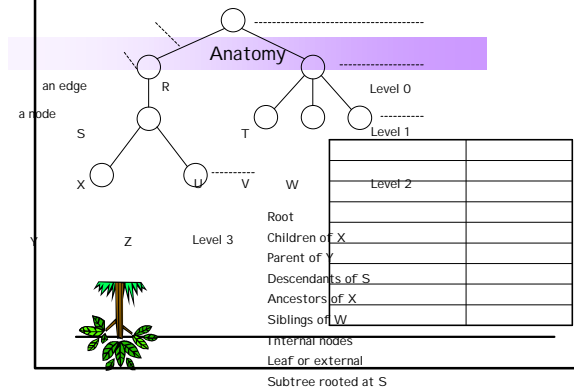 Anatomy
an edge R Level 0
a node
S T Level 1
X U V W Level 2
Y Z Level 3
Root
Children of X
Parent of Y
Descendants of S
Ancestors of X
Siblings of W
Internal nodes
Leaf or external
Subtree rooted at S